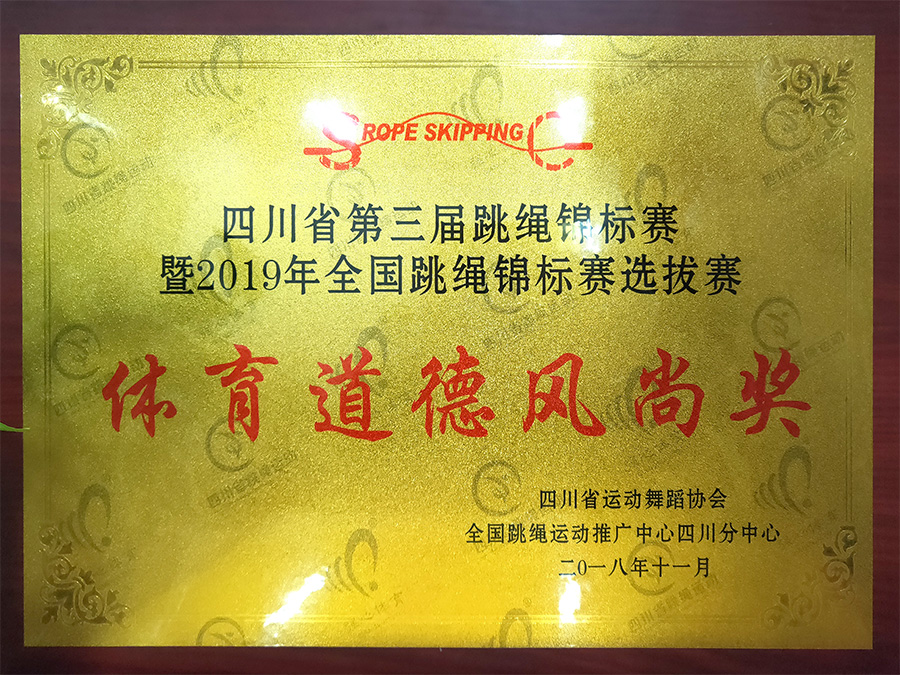 ROPE SKIPPING
四川省第三届跳绳锦标赛
暨2019年全国跳绳锦标赛选拔赛
体育道德风尚奖
四川省运动舞蹈协会
全国跳绳运动推广中心四川分中心
二0一八年十一月